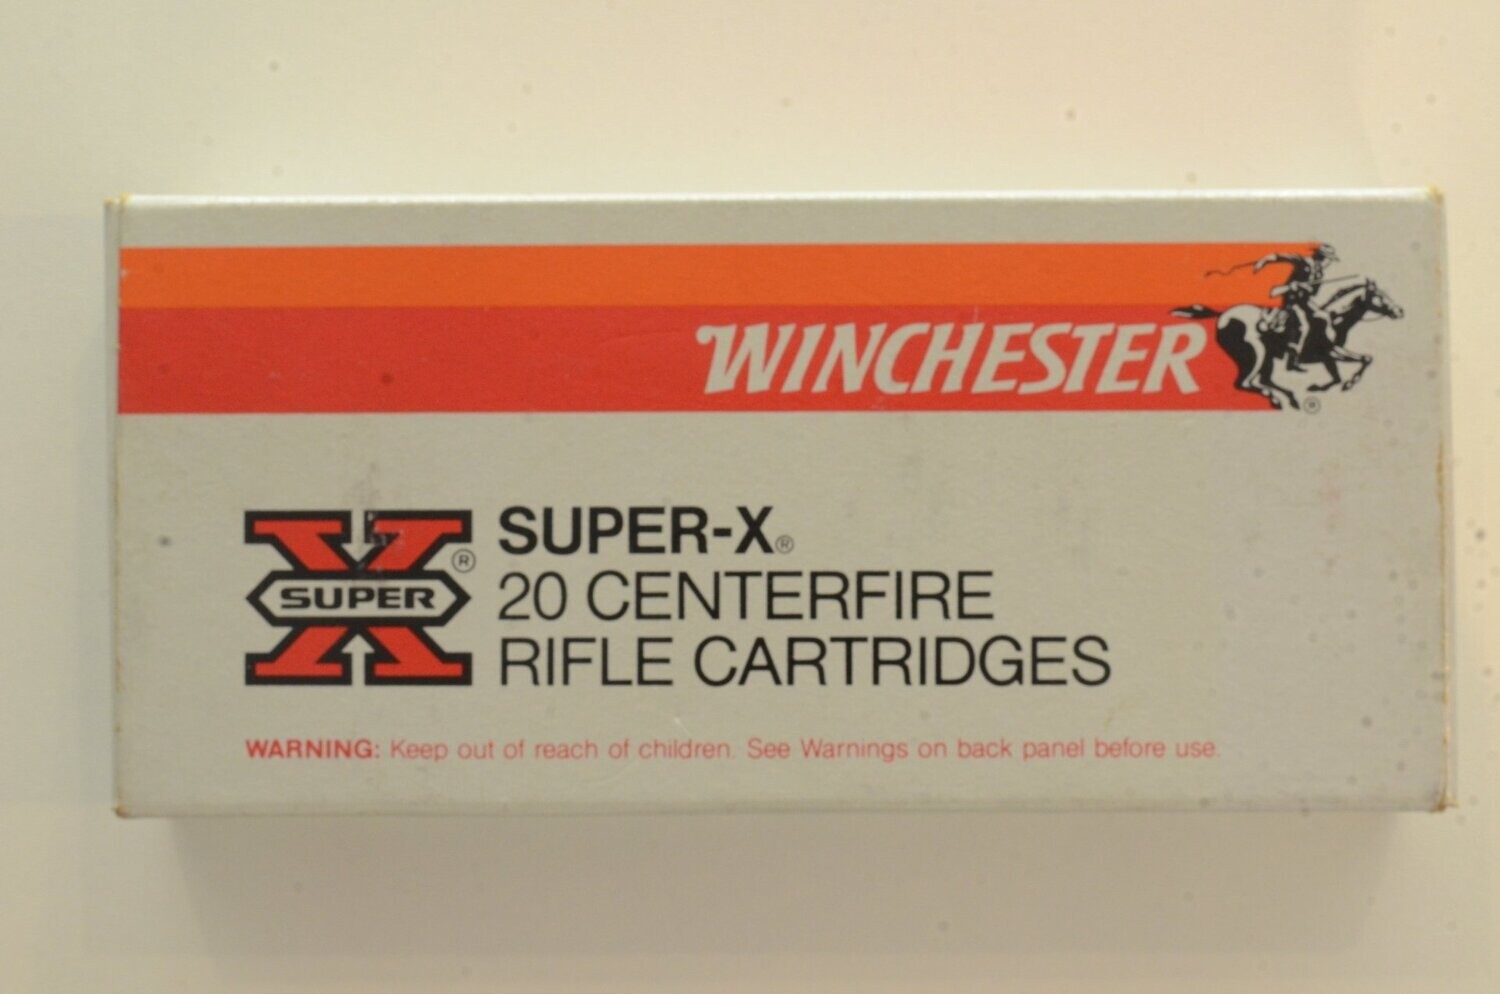 WINCHESTER
®
SUPER
®
SUPER-X®
20 CENTERFIRE
RIFLE CARTRIDGES
WARNING: Keep out of reach of children. See Warnings on back panel before use.